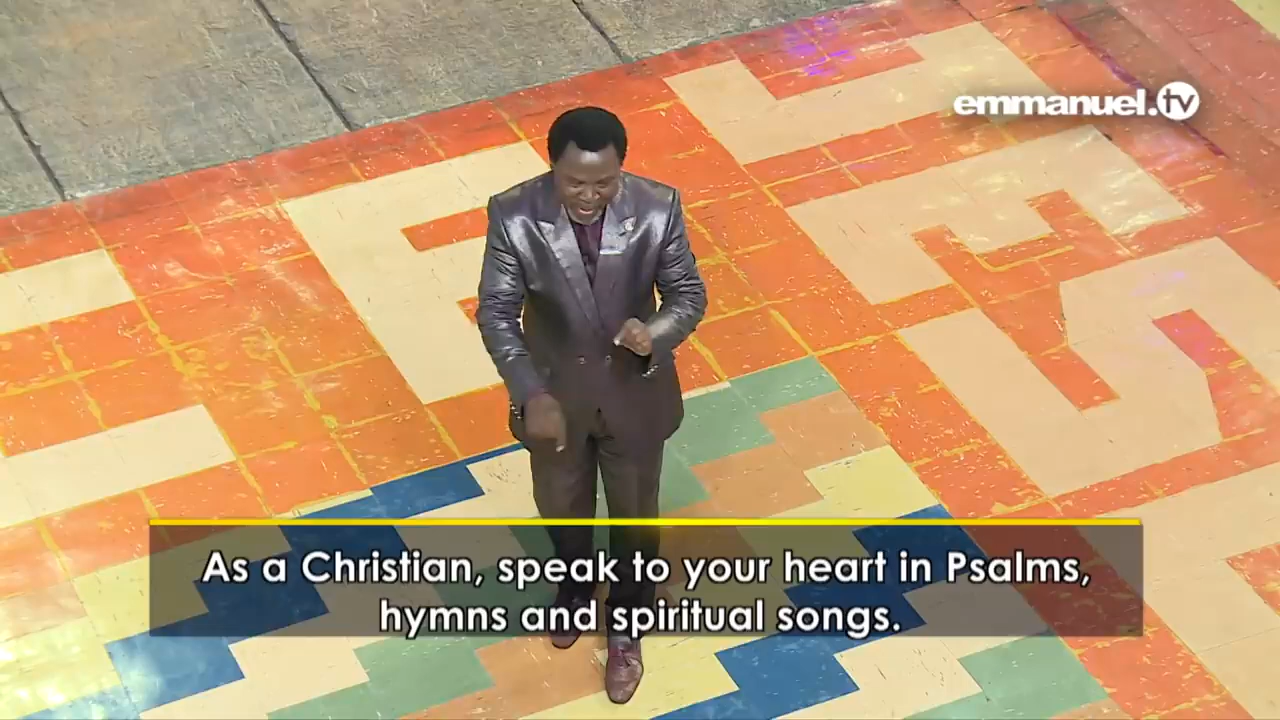 emmanuel.tv
As a Christian, speak to your heart in Psalms,
hymns and spiritual songs.